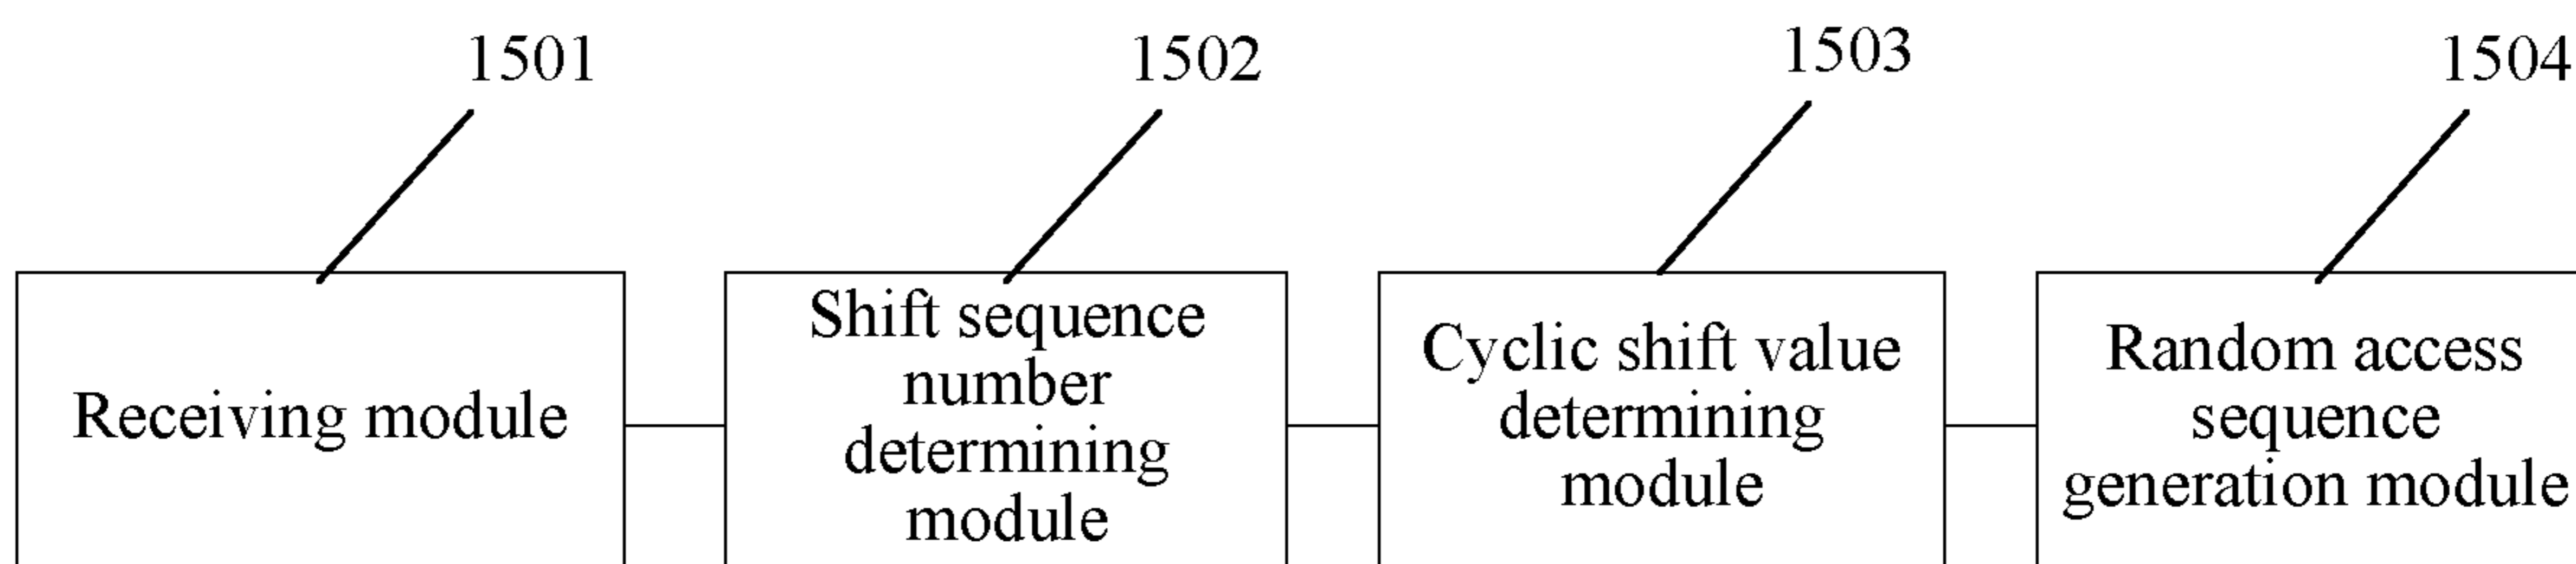 1501
1502
1503
1504
Receiving module
Shift sequence
number
determining
module
Cyclic shift value
determining
module
Random access
sequence
generation module